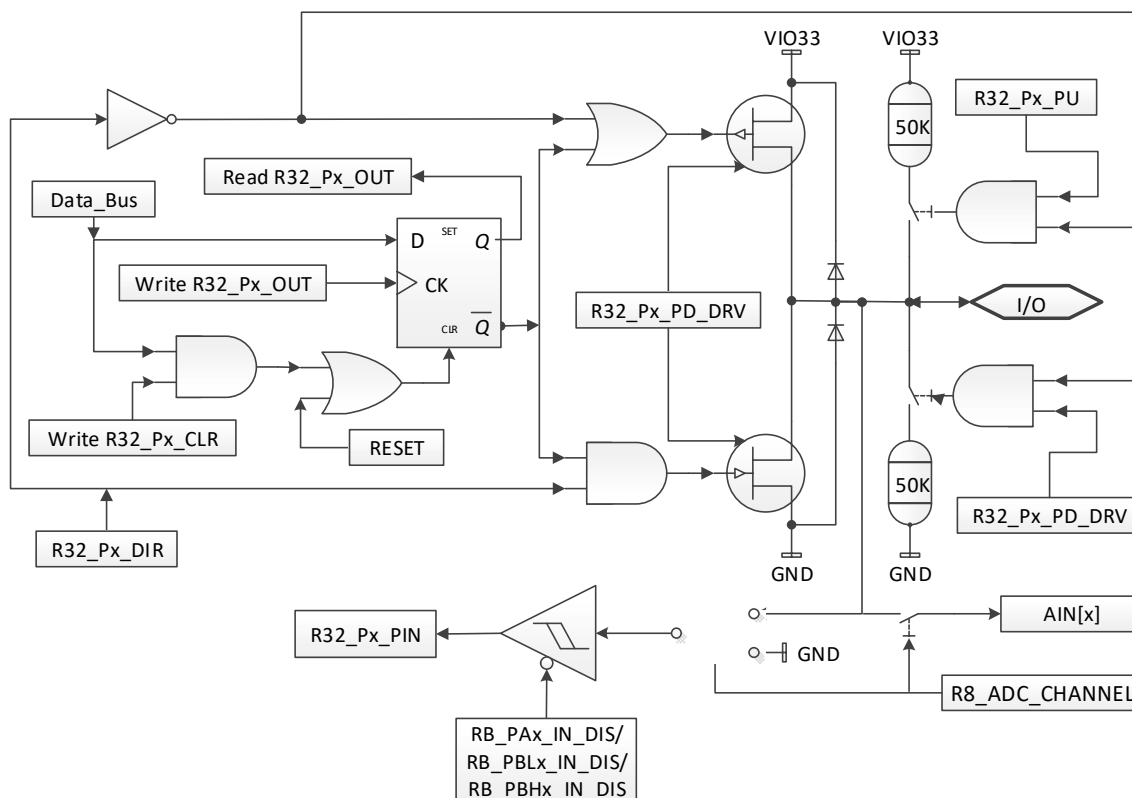 VIO33
VIO33
R32_Px_PU
50K
Read R32_Px_OUT
Data_Bus
D
SET
Q
Write R32_Px_OUT
CK
R32_Px_PD_DRV
I/O
CLR
Q
Write R32_Px_CLR
RESET
50K
R32_Px_PD_DRV
R32_Px_DIR
GND
GND
R32_Px_PIN
AIN[x]
GND
R8_ADC_CHANNEL
RB_PAx_IN_DIS/
RB_PBLx_IN_DIS/
RB_PBHx_IN_DIS